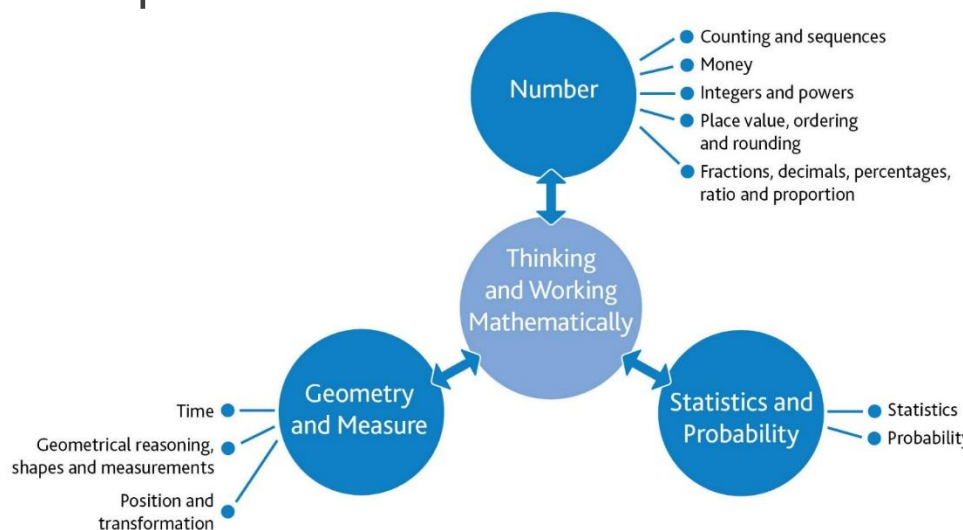 Number
Counting and sequences
Money
Integers and powers
Place value, ordering
and rounding
Fractions, decimals, percentages,
ratio and proportion
Thinking
and Working
Mathematically
Geometry
and Measure
Time
Geometrical reasoning,
shapes and measurements
Position and
transformation
Statistics and
Probability
Statistics